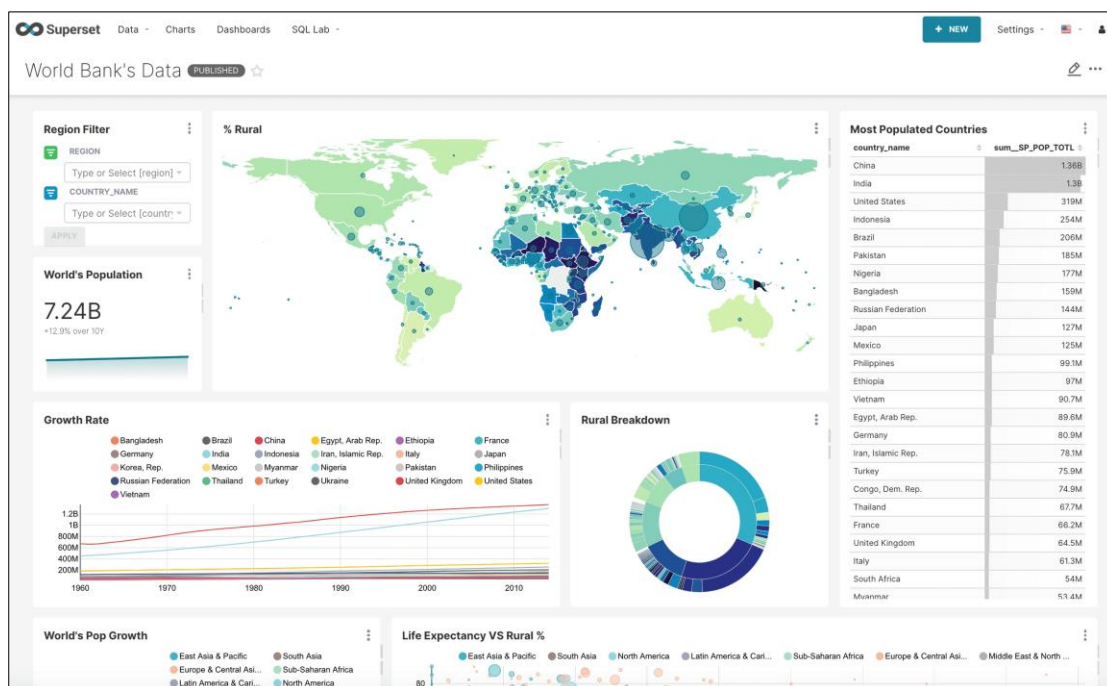 Superset
Data
Charts
Dashboards
SQL Lab
+ NEW
Settings
World Bank's Data
PUBLISHED
Region Filter
REGION
Type or Select [region]
COUNTRY_NAME
Type or Select [countr
APPLY
World's Population
7.24B
+12.9% over 10Y
% Rural
Most Populated Countries
country_name sum__SP_POP_TOTL
China 1.36B
India 1.3B
United States 319M
Indonesia 254M
Brazil 206M
Pakistan 185M
Nigeria 177M
Bangladesh 159M
Russian Federation 144M
Japan 127M
Mexico 125M
Philippines 99.1M
Ethiopia 97M
Vietnam 90.7M
Egypt, Arab Rep. 89.6M
Germany 80.9M
Iran, Islamic Rep. 78.1M
Turkey 75.9M
Congo, Dem. Rep. 74.9M
Thailand 67.7M
France 66.2M
United Kingdom 64.5M
Italy 61.3M
South Africa 54M
Myanmar 53.4M
Growth Rate
Bangladesh Brazil China Egypt, Arab Rep. Ethiopia France
Germany India Indonesia Iran, Islamic Rep. Italy Japan
Korea, Rep. Mexico Myanmar Nigeria Pakistan Philippines
Russian Federation Thailand Turkey Ukraine United Kingdom United States
Vietnam
1.2B
1B
800M
600M
400M
200M
1960 1970 1980 1990 2000 2010
Rural Breakdown
World's Pop Growth
East Asia & Pacific South Asia
Europe & Central Asi... Sub-Saharan Africa
Latin America & Cari... North America
Life Expectancy VS Rural %
East Asia & Pacific South Asia North America Latin America & Cari... Sub-Saharan Africa Europe & Central Asi... Middle East & North ...
80